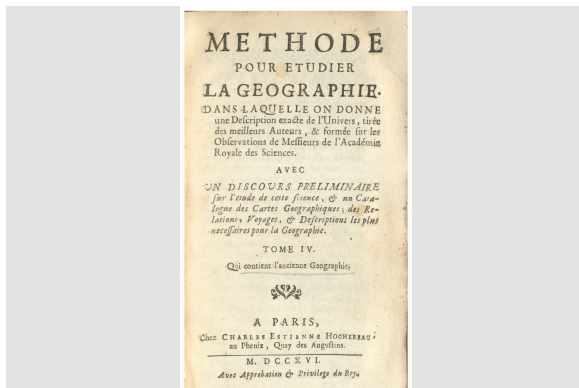 METHODE
POUR ETUDIER
LA GEOGRAPHIE.
DANS LAQUELLE ON DONNE
une Description exacte de l'Univers, tirée
des meilleurs Auteurs, & formée sur les
Observations de Messieurs de l'Académie
Royale des Sciences.
AVEC
UN DISCOURS PRELIMINAIRE
sur l'etude de cette science, & un Cata-
logue des Cartes Geographiques; des Re-
lations, Voyages, & Descriptions les plus
necessaires pour la Geographie.
TOME IV.
Qui contient l'ancienne Geographie,
A PARIS,
Chez CHARLES ESTIENNE HOCHEREAU
au Phenix, Quay des Augustins.
M. DCCXVI.
Avec Approbation & Privilege du Roy.